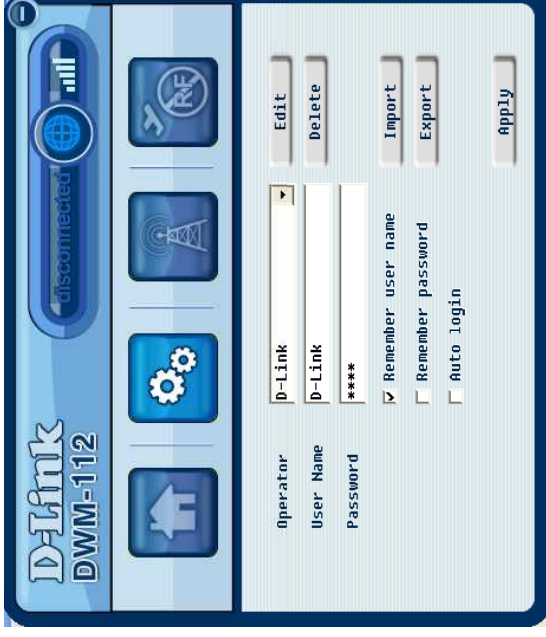 D-Link
DWM-112
disconnected
RF
Operator D-Link Edit
User Name D-Link Delete
Password ****
Remember user name Import
Remember password Export
Auto login
Apply